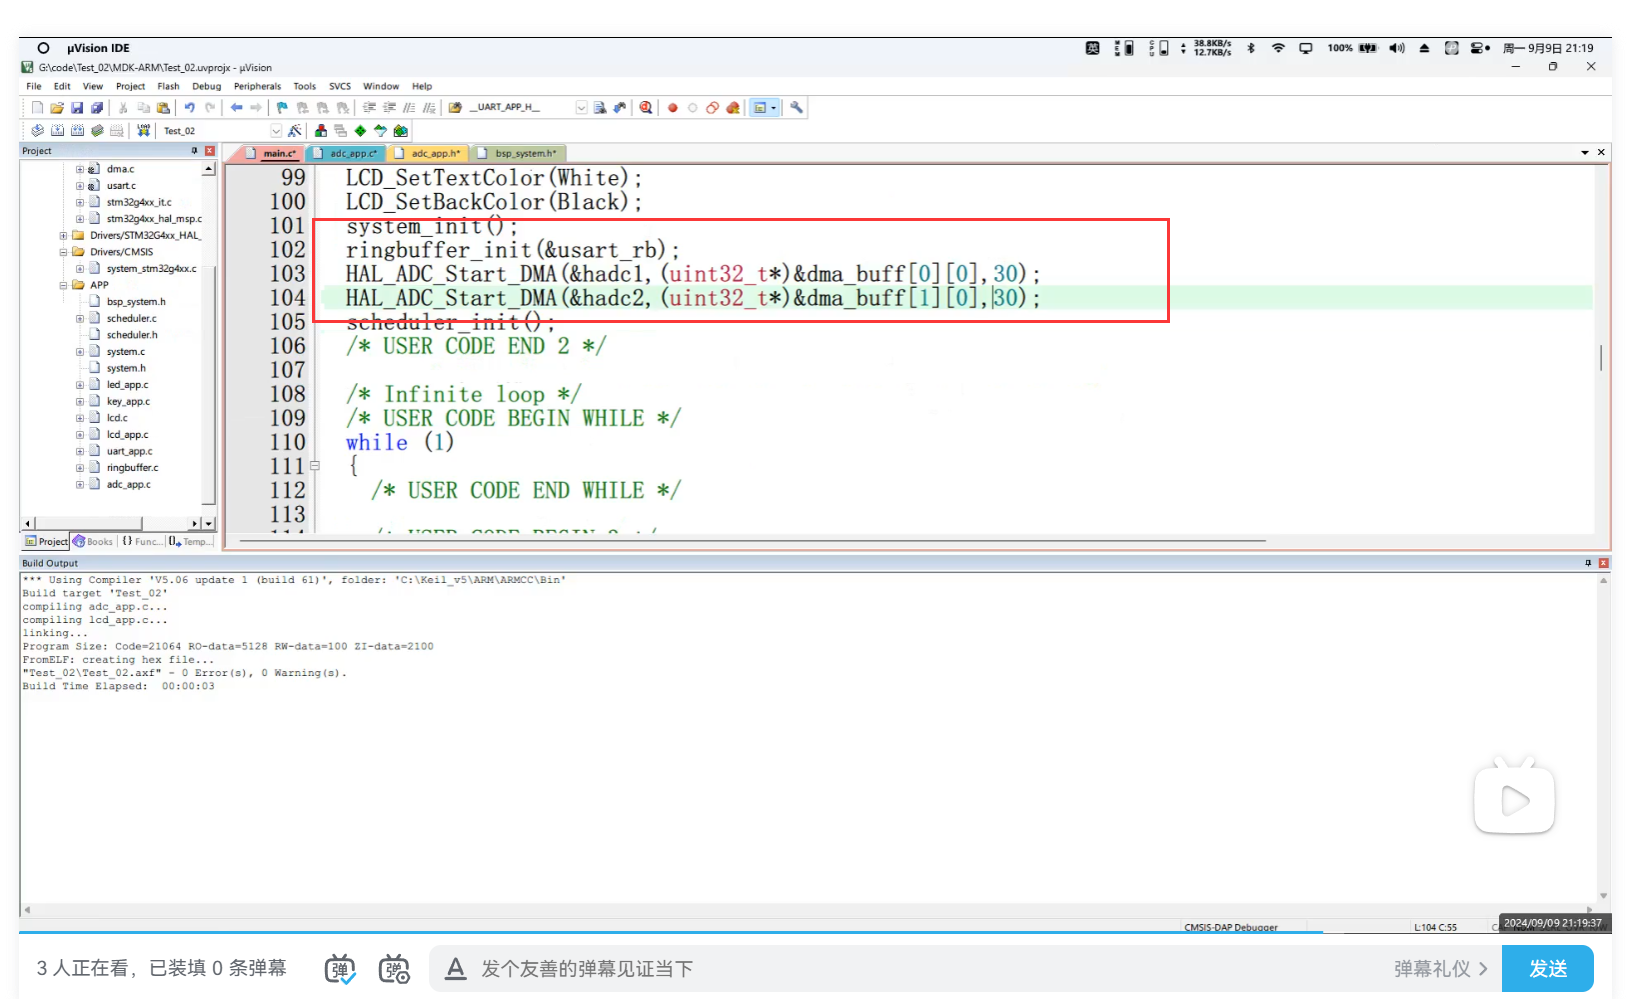 µVision IDE
38.8KB/s
12.7KB/s
100%
周一 9月9日 21:19
G:\code\Test_02\MDK-ARM\Test_02.uvprojx - µVision
File Edit View Project Flash Debug Peripherals Tools SVCS Window Help
__UART_APP_H__
Test_02
Project
main.c* adc_app.c* adc_app.h* bsp_system.h*
dma.c
usart.c
stm32g4xx_it.c
stm32g4xx_hal_msp.c
Drivers/STM32G4xx_HAL_
Drivers/CMSIS
system_stm32g4xx.c
APP
bsp_system.h
scheduler.c
scheduler.h
system.c
system.h
led_app.c
key_app.c
lcd.c
lcd_app.c
uart_app.c
ringbuffer.c
adc_app.c
Project Books {} Func... Temp...
99 LCD_SetTextColor(White);
100 LCD_SetBackColor(Black);
101 system_init();
102 ringbuffer_init(&usart_rb);
103 HAL_ADC_Start_DMA(&hadc1,(uint32_t*)&dma_buff[0][0],30);
104 HAL_ADC_Start_DMA(&hadc2,(uint32_t*)&dma_buff[1][0],30);
105 scheduler_init();
106 /* USER CODE END 2 */
107
108 /* Infinite loop */
109 /* USER CODE BEGIN WHILE */
110 while (1)
111 {
112 /* USER CODE END WHILE */
113
Build Output
*** Using Compiler 'V5.06 update 1 (build 61)', folder: 'C:\Keil_v5\ARM\ARMCC\Bin'
Build target 'Test_02'
compiling adc_app.c...
compiling lcd_app.c...
linking...
Program Size: Code=21064 RO-data=5128 RW-data=100 ZI-data=2100
FromELF: creating hex file...
"Test_02\Test_02.axf" - 0 Error(s), 0 Warning(s).
Build Time Elapsed:  00:00:03
CMSIS-DAP Debugger
L:104 C:55
2024/09/09 21:19:37
3 人正在看，已装填 0 条弹幕
弹
弹
A 发个友善的弹幕见证当下
弹幕礼仪 >
发送